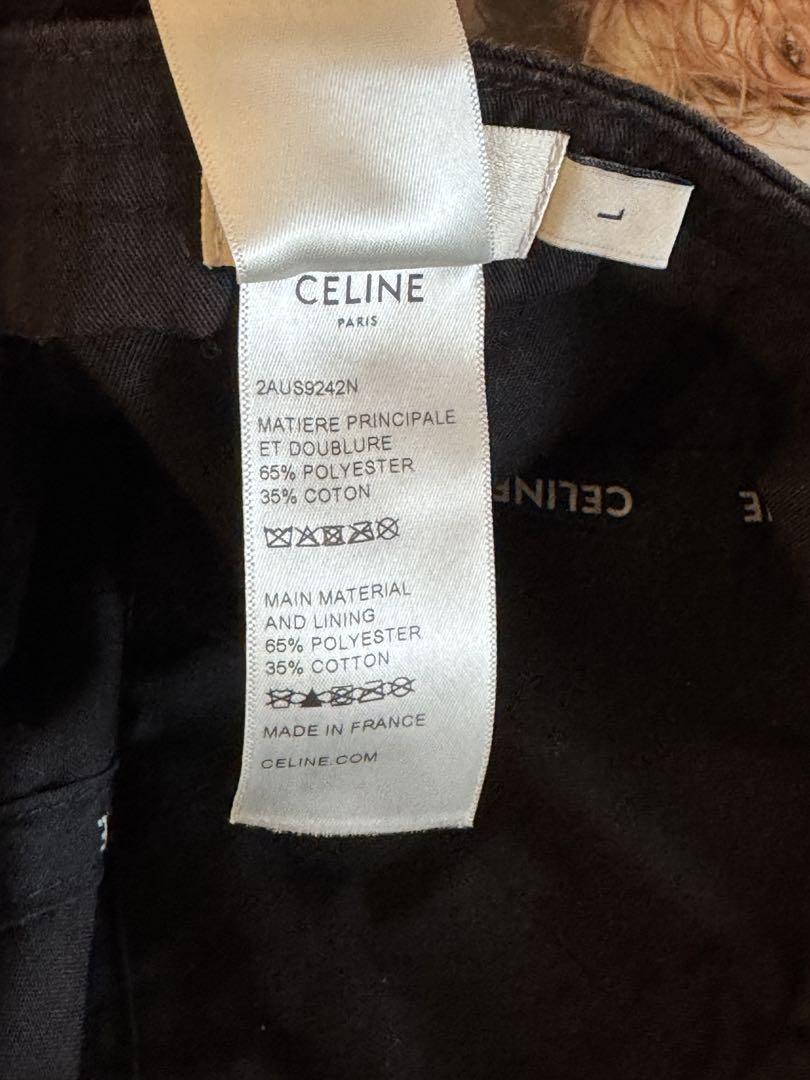 L
CELINE
PARIS
2AUS9242N
MATIERE PRINCIPALE
ET DOUBLURE
65% POLYESTER
35% COTON
CELINE
E
MAIN MATERIAL
AND LINING
65% POLYESTER
35% COTTON
MADE IN FRANCE
CELINE.COM